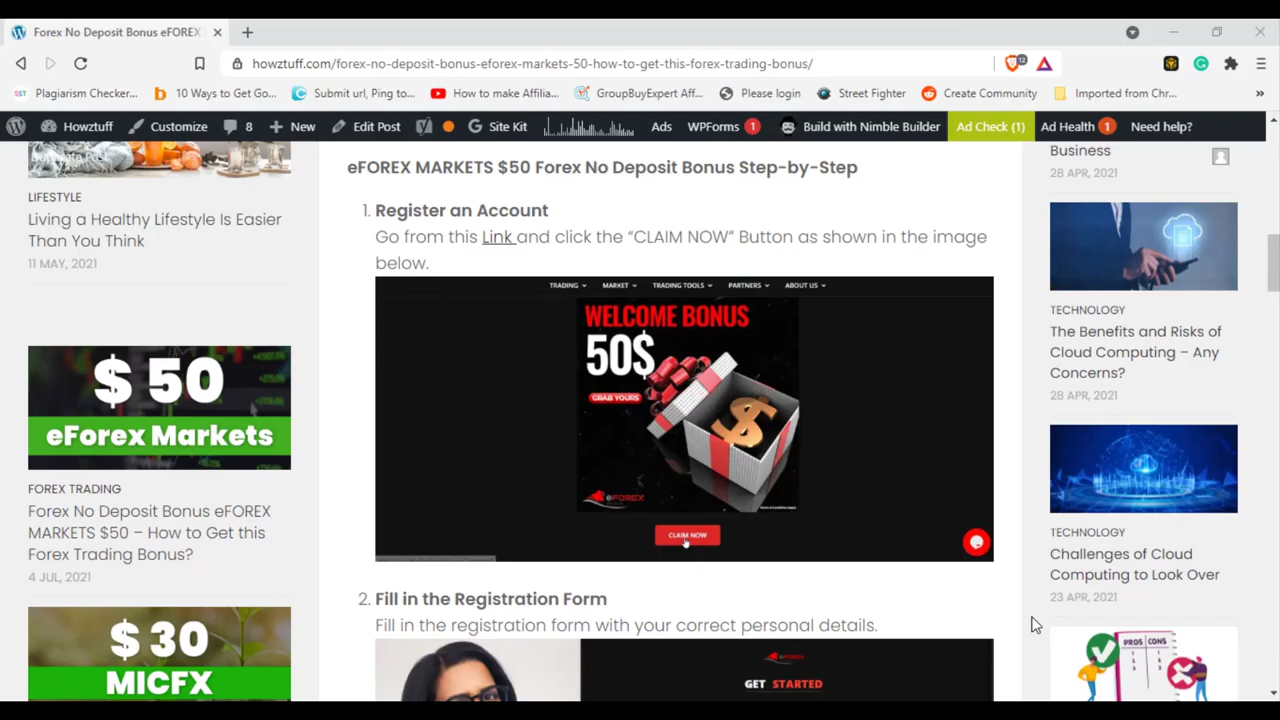 Forex No Deposit Bonus eFOREX
howztuff.com/forex-no-deposit-bonus-eforex-markets-50-how-to-get-this-forex-trading-bonus/
12
SST Plagiarism Checker...
10 Ways to Get Go...
Submit url, Ping to...
How to make Affilia...
GroupBuyExpert Aff...
Please login
Street Fighter
Create Community
Imported from Chr...
»
Howztuff
Customize
8
New
Edit Post
Site Kit
Ads
WPForms 1
Build with Nimble Builder
Ad Check (1)
Ad Health 1
Need help?
Duplicate Post
LIFESTYLE
Living a Healthy Lifestyle Is Easier
Than You Think
11 MAY, 2021
$ 50
eForex Markets
FOREX TRADING
Forex No Deposit Bonus eFOREX
MARKETS $50 – How to Get this
Forex Trading Bonus?
4 JUL, 2021
$ 30
MICFX
eFOREX MARKETS $50 Forex No Deposit Bonus Step-by-Step
1. Register an Account
Go from this Link and click the “CLAIM NOW” Button as shown in the image
below.
TRADING MARKET TRADING TOOLS PARTNERS ABOUT US
WELCOME BONUS
50$
GRAB YOURS
eFOREX
CLAIM NOW
2. Fill in the Registration Form
Fill in the registration form with your correct personal details.
eFOREX
GET STARTED
Business
28 APR, 2021
TECHNOLOGY
The Benefits and Risks of
Cloud Computing – Any
Concerns?
28 APR, 2021
TECHNOLOGY
Challenges of Cloud
Computing to Look Over
23 APR, 2021
PROS CONS